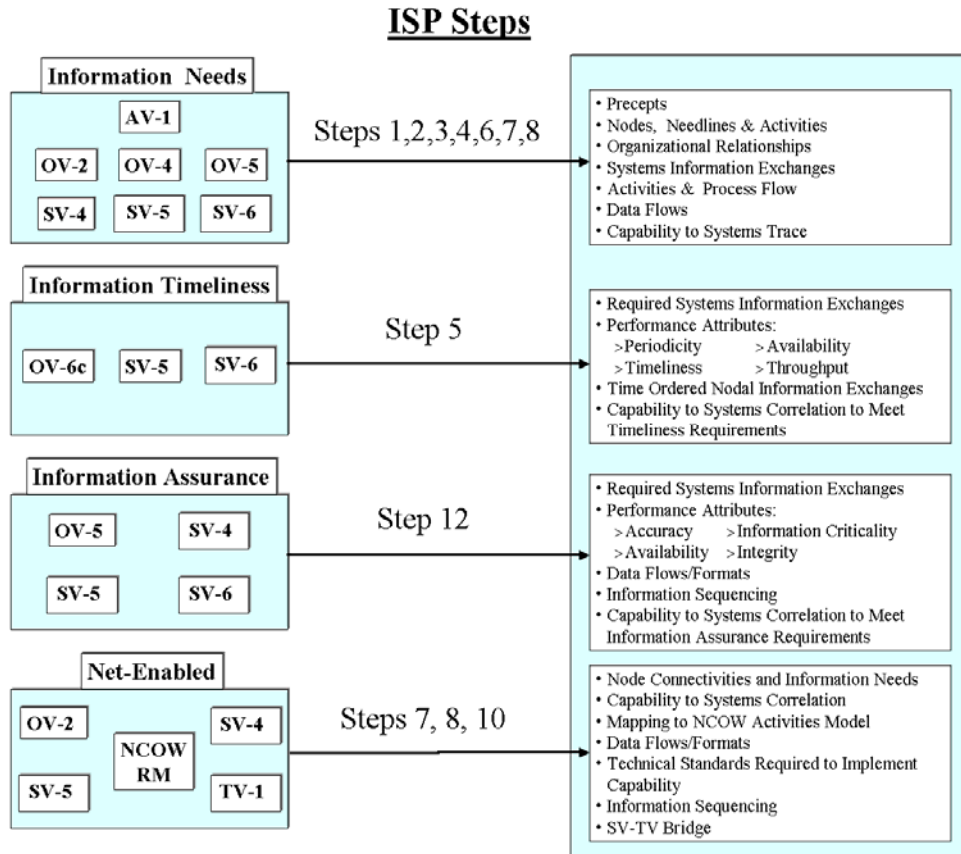 ISP Steps
Information Needs
AV-1
OV-2 OV-4 OV-5
SV-4 SV-5 SV-6
Steps 1,2,3,4,6,7,8
• Precepts
• Nodes, Needlines & Activities
• Organizational Relationships
• Systems Information Exchanges
• Activities & Process Flow
• Data Flows
• Capability to Systems Trace
Information Timeliness
OV-6c SV-5 SV-6
Step 5
• Required Systems Information Exchanges
• Performance Attributes:
>Periodicity >Availability
>Timeliness >Throughput
• Time Ordered Nodal Information Exchanges
• Capability to Systems Correlation to Meet
Timeliness Requirements
Information Assurance
OV-5 SV-4
SV-5 SV-6
Step 12
• Required Systems Information Exchanges
• Performance Attributes:
>Accuracy >Information Criticality
>Availability >Integrity
• Data Flows/Formats
• Information Sequencing
• Capability to Systems Correlation to Meet
Information Assurance Requirements
Net-Enabled
OV-2 SV-4
NCOW
RM
SV-5 TV-1
Steps 7, 8, 10
• Node Connectivities and Information Needs
• Capability to Systems Correlation
• Mapping to NCOW Activities Model
• Data Flows/Formats
• Technical Standards Required to Implement
Capability
• Information Sequencing
• SV-TV Bridge